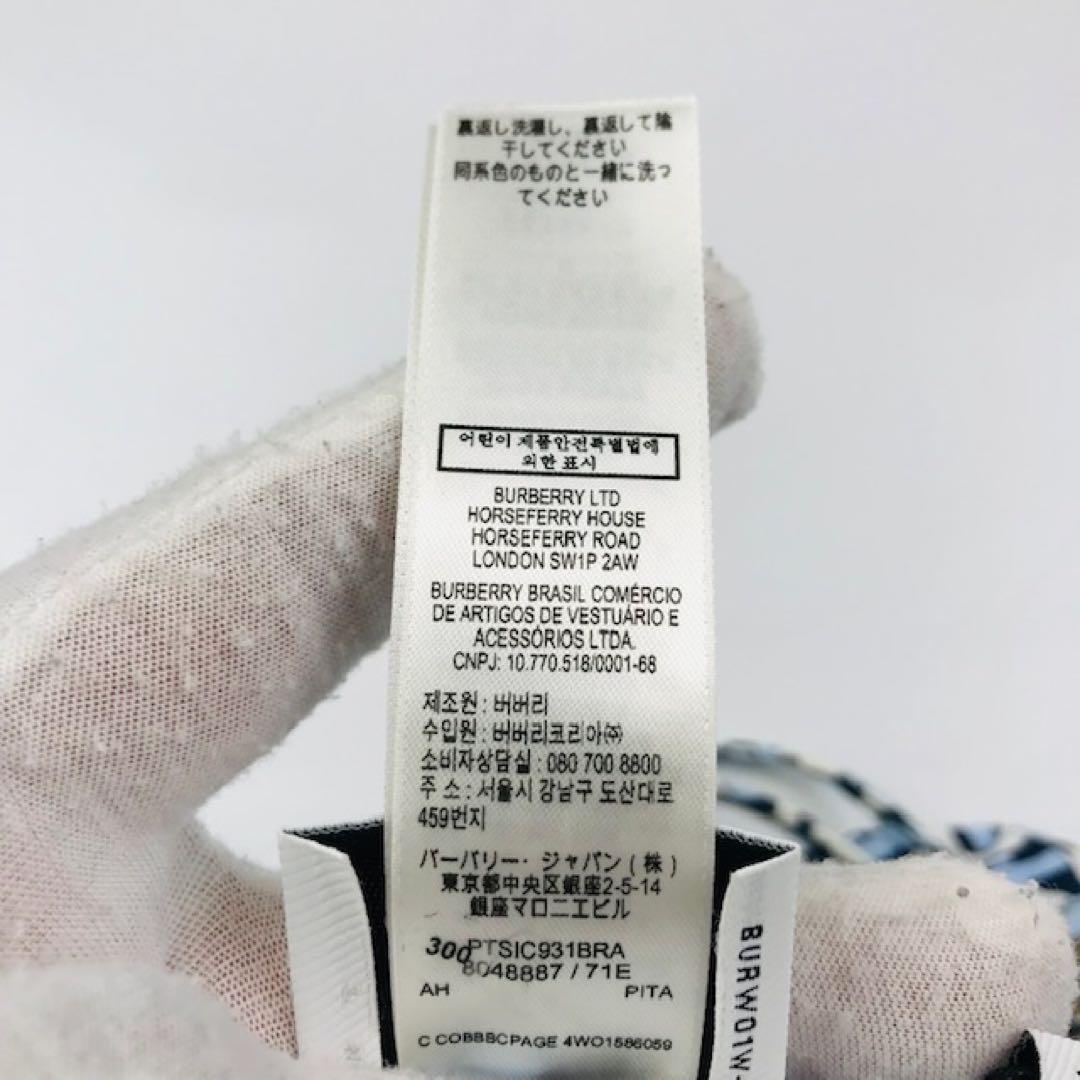 裏返し洗濯し、裏返して陰
干してください
同系色のものと一緒に洗っ
てください
어린이 제품안전특별법에
의한 표시
BURBERRY LTD
HORSEFERRY HOUSE
HORSEFERRY ROAD
LONDON SW1P 2AW
BURBERRY BRASIL COMÉRCIO
DE ARTIGOS DE VESTUÁRIO E
ACESSÓRIOS LTDA.
CNPJ: 10.770.518/0001-68
제조원 : 버버리
수입원 : 버버리코리아㈜
소비자상담실 : 080 700 8800
주 소 : 서울시 강남구 도산대로
459번지
バーバリー・ジャパン (株)
東京都中央区銀座2-5-14
銀座マロニエビル
300
PTSIC931BRA
8048887 / 71E
AH PITA
C COBBBCPAGE 4WO1586059
BURW01W-